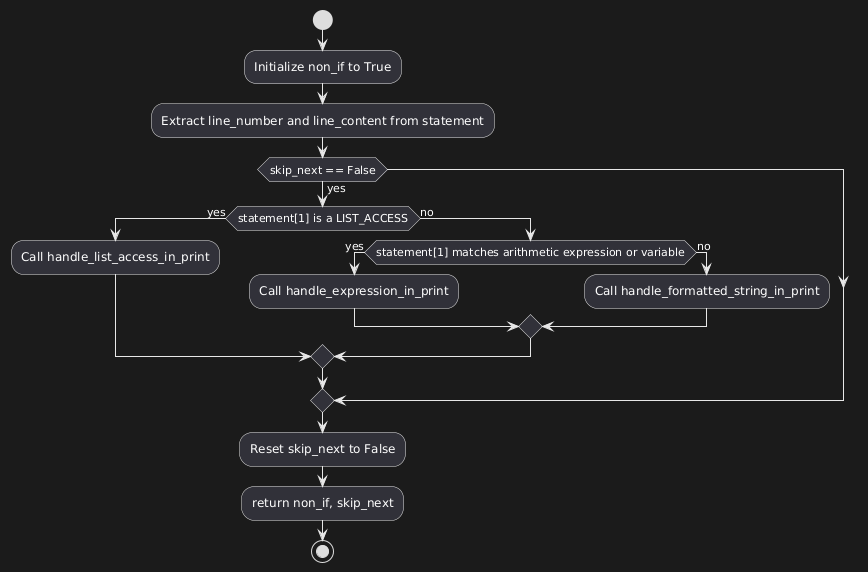 Initialize non_if to True
Extract line_number and line_content from statement
skip_next == False
yes
yes
statement[1] is a LIST_ACCESS
no
Call handle_list_access_in_print
yes
statement[1] matches arithmetic expression or variable
no
Call handle_expression_in_print
Call handle_formatted_string_in_print
Reset skip_next to False
return non_if, skip_next